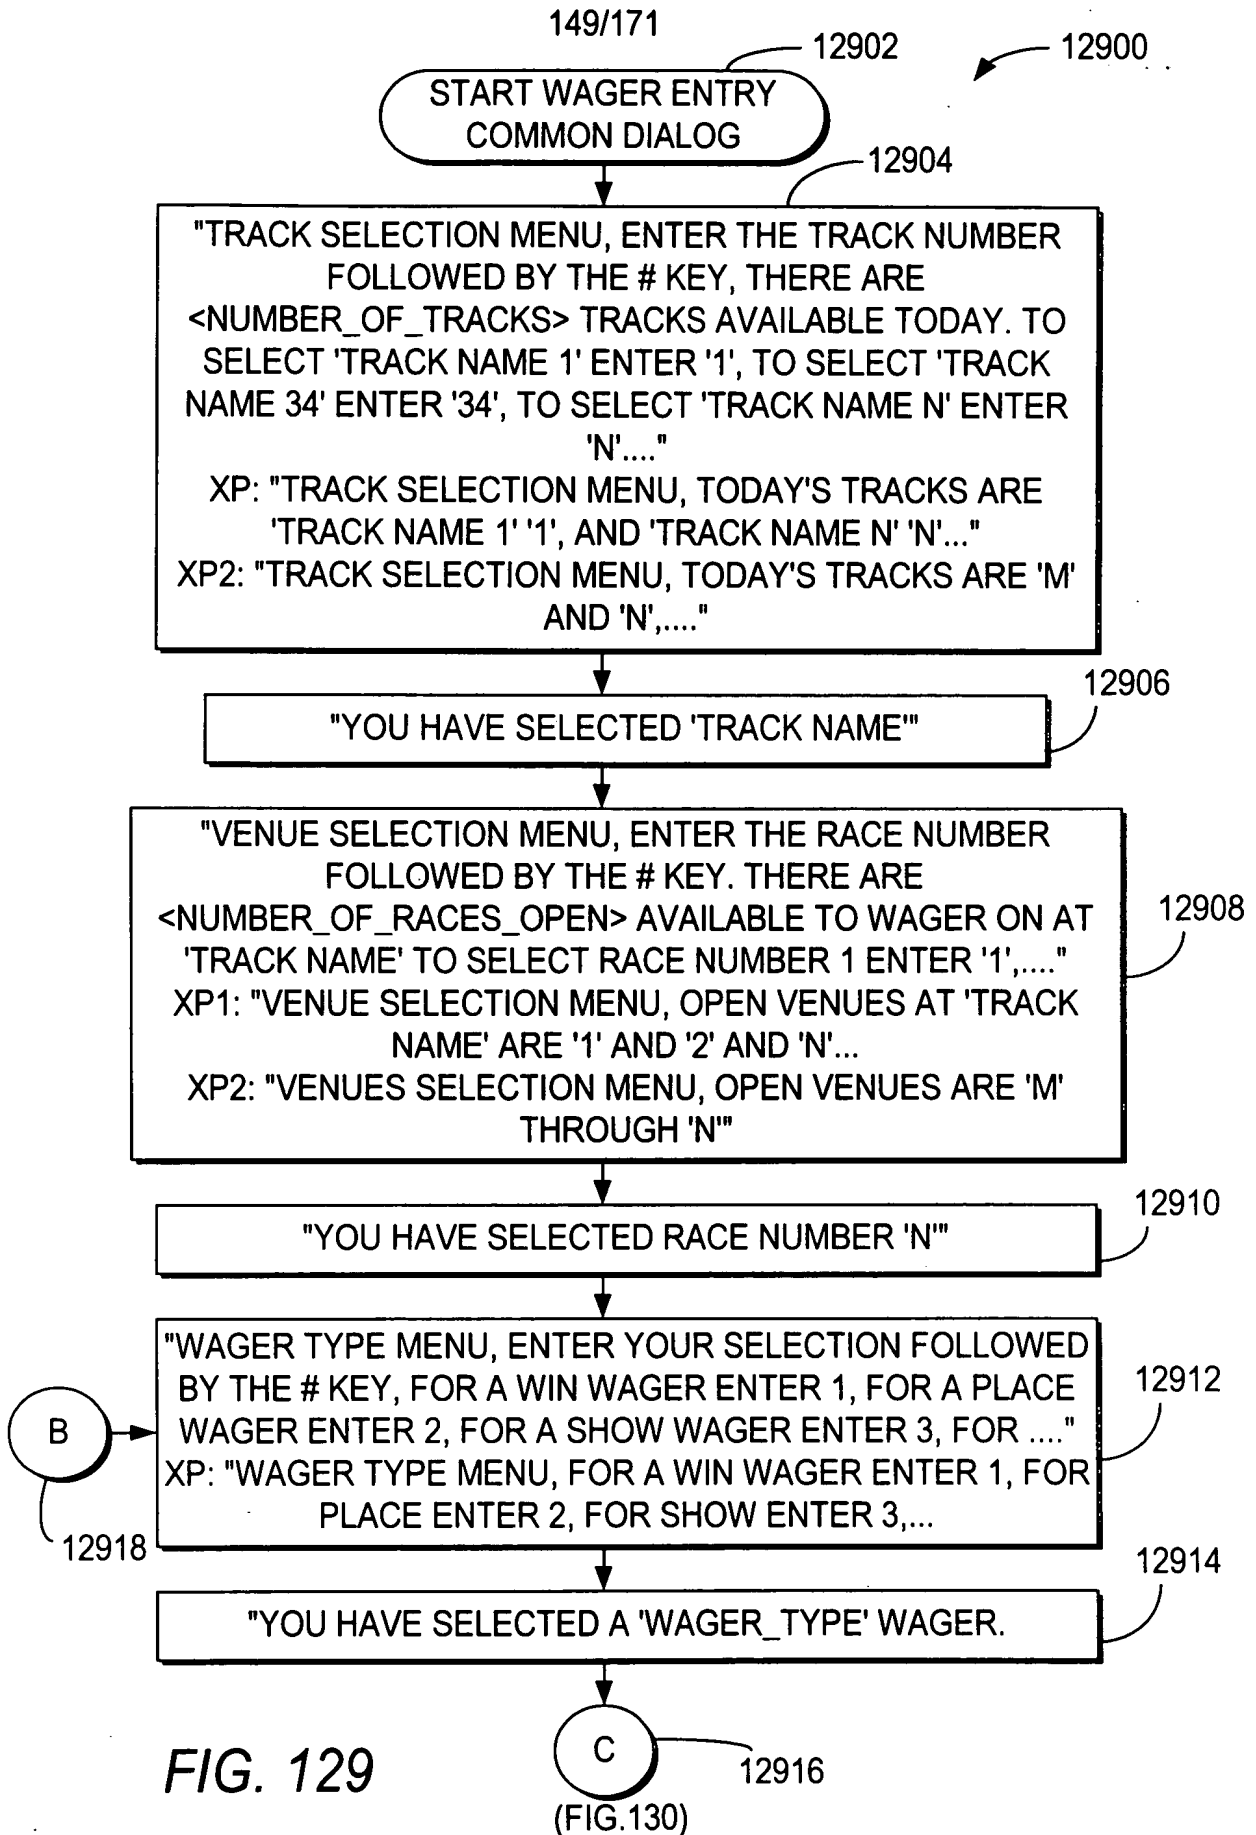 149/171
12902
12900
START WAGER ENTRY
COMMON DIALOG
12904
"TRACK SELECTION MENU, ENTER THE TRACK NUMBER
FOLLOWED BY THE # KEY, THERE ARE
<NUMBER_OF_TRACKS> TRACKS AVAILABLE TODAY. TO
SELECT 'TRACK NAME 1' ENTER '1', TO SELECT 'TRACK
NAME 34' ENTER '34', TO SELECT 'TRACK NAME N' ENTER
'N'...."
XP: "TRACK SELECTION MENU, TODAY'S TRACKS ARE
'TRACK NAME 1' '1', AND 'TRACK NAME N' 'N'..."
XP2: "TRACK SELECTION MENU, TODAY'S TRACKS ARE 'M'
AND 'N',...."
12906
"YOU HAVE SELECTED 'TRACK NAME'"
"VENUE SELECTION MENU, ENTER THE RACE NUMBER
FOLLOWED BY THE # KEY. THERE ARE
<NUMBER_OF_RACES_OPEN> AVAILABLE TO WAGER ON AT
'TRACK NAME' TO SELECT RACE NUMBER 1 ENTER '1',...."
XP1: "VENUE SELECTION MENU, OPEN VENUES AT 'TRACK
NAME' ARE '1' AND '2' AND 'N'...
XP2: "VENUES SELECTION MENU, OPEN VENUES ARE 'M'
THROUGH 'N'"
12908
12910
"YOU HAVE SELECTED RACE NUMBER 'N'"
"WAGER TYPE MENU, ENTER YOUR SELECTION FOLLOWED
BY THE # KEY, FOR A WIN WAGER ENTER 1, FOR A PLACE
WAGER ENTER 2, FOR A SHOW WAGER ENTER 3, FOR ...."
XP: "WAGER TYPE MENU, FOR A WIN WAGER ENTER 1, FOR
PLACE ENTER 2, FOR SHOW ENTER 3,...
12912
B
12918
12914
"YOU HAVE SELECTED A 'WAGER_TYPE' WAGER.
C
12916
(FIG.130)
FIG. 129